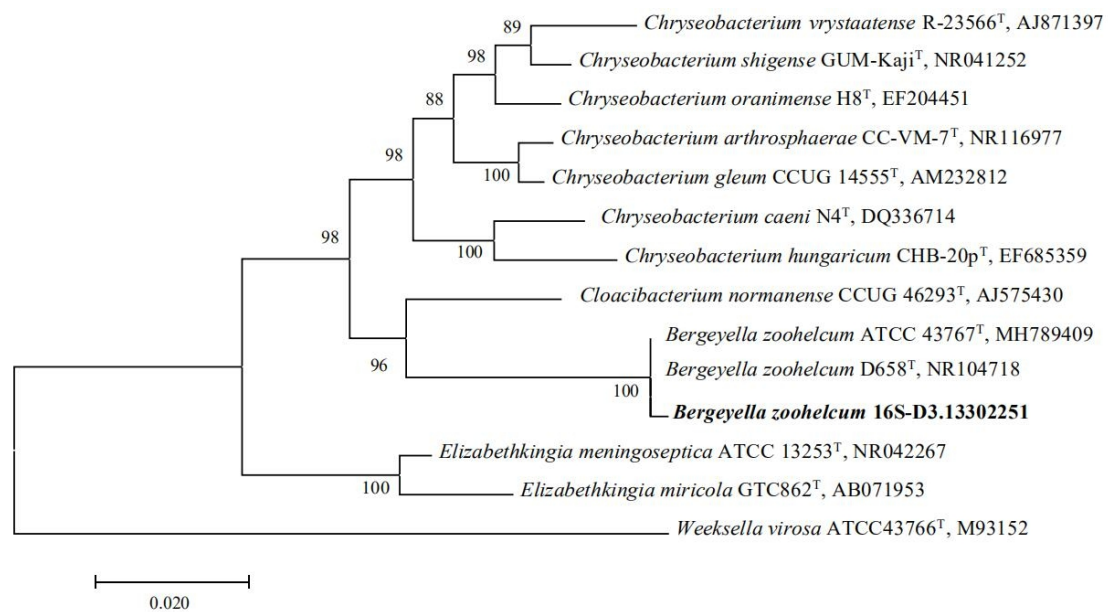 89
Chryseobacterium vrystaatense R-23566ᵀ, AJ871397
98
Chryseobacterium shigense GUM-Kajiᵀ, NR041252
88
Chryseobacterium oranimense H8ᵀ, EF204451
98
Chryseobacterium arthrosphaerae CC-VM-7ᵀ, NR116977
100
Chryseobacterium gleum CCUG 14555ᵀ, AM232812
98
Chryseobacterium caeni N4ᵀ, DQ336714
100
Chryseobacterium hungaricum CHB-20pᵀ, EF685359
Cloacibacterium normanense CCUG 46293ᵀ, AJ575430
96
Bergeyella zoohelcum ATCC 43767ᵀ, MH789409
Bergeyella zoohelcum D658ᵀ, NR104718
100
Bergeyella zoohelcum 16S-D3.13302251
Elizabethkingia meningoseptica ATCC 13253ᵀ, NR042267
100
Elizabethkingia miricola GTC862ᵀ, AB071953
Weeksella virosa ATCC43766ᵀ, M93152
0.020